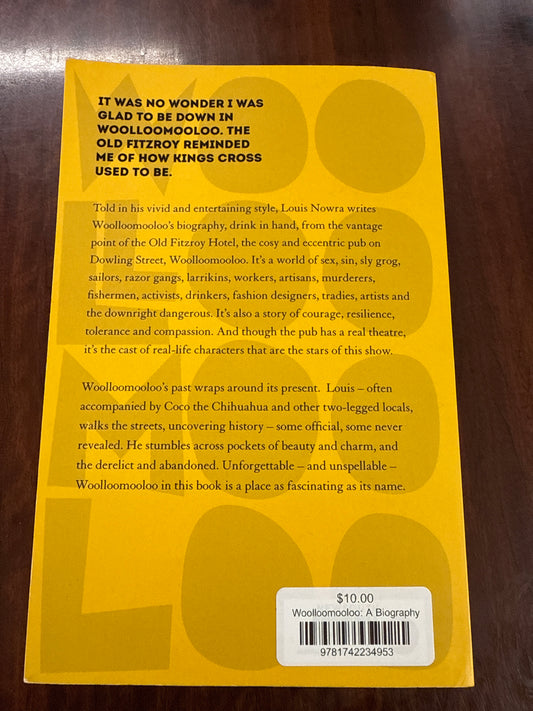 IT WAS NO WONDER I WAS
GLAD TO BE DOWN IN
WOOLLOOMOOLOO. THE
OLD FITZROY REMINDED
ME OF HOW KINGS CROSS
USED TO BE.
Told in his vivid and entertaining style, Louis Nowra writes
Woolloomooloo's biography, drink in hand, from the vantage
point of the Old Fitzroy Hotel, the cosy and eccentric pub on
Dowling Street, Woolloomooloo. It's a world of sex, sin, sly grog,
sailors, razor gangs, larrikins, workers, artisans, murderers,
fishermen, activists, drinkers, fashion designers, tradies, artists and
the downright dangerous. It's also a story of courage, resilience,
tolerance and compassion. And though the pub has a real theatre,
it's the cast of real-life characters that are the stars of this show.
Woolloomooloo's past wraps around its present. Louis – often
accompanied by Coco the Chihuahua and other two-legged locals,
walks the streets, uncovering history – some official, some never
revealed. He stumbles across pockets of beauty and charm, and
the derelict and abandoned. Unforgettable – and unspellable –
Woolloomooloo in this book is a place as fascinating as its name.
WOO
LOO
MOO
LOO
$10.00
Woolloomooloo: A Biography
9781742234953